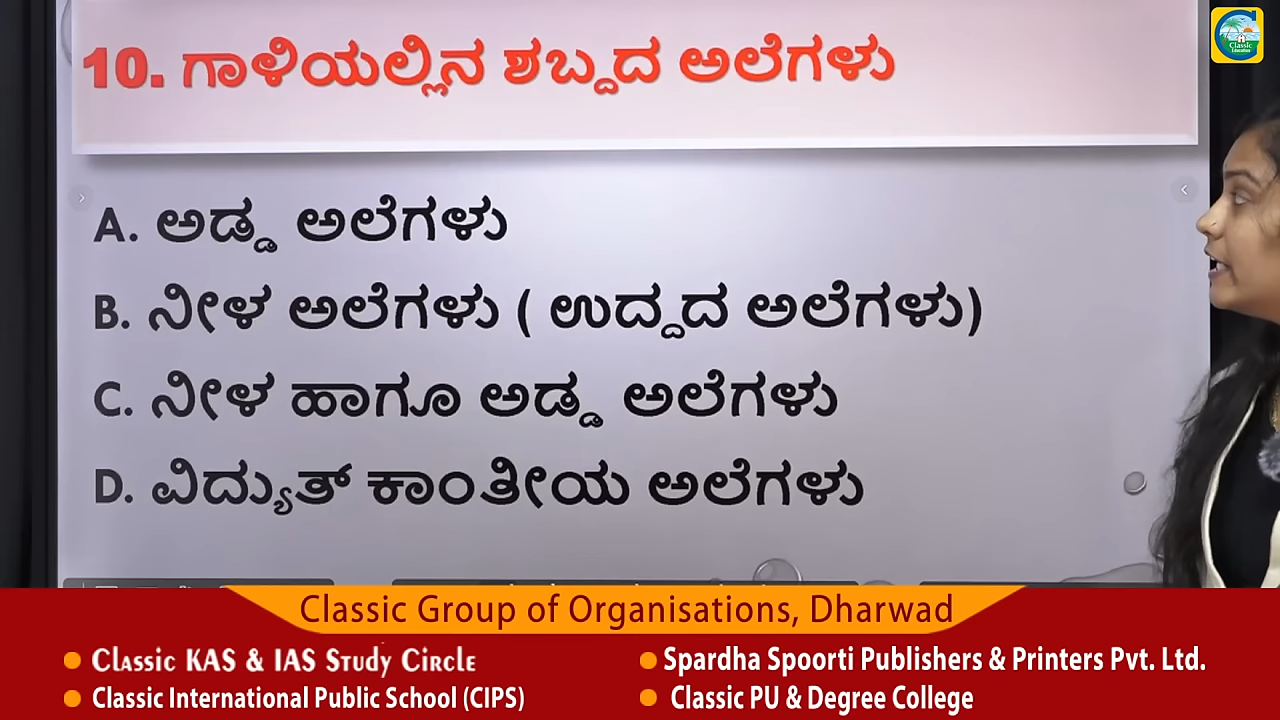 Classic
Education
10. ಗಾಳಿಯಲ್ಲಿನ ಶಬ್ದದ ಅಲೆಗಳು
A. ಅಡ್ಡ ಅಲೆಗಳು
B. ನೀಳ ಅಲೆಗಳು ( ಉದ್ದದ ಅಲೆಗಳು)
C. ನೀಳ ಹಾಗೂ ಅಡ್ಡ ಅಲೆಗಳು
D. ವಿದ್ಯುತ್ ಕಾಂತೀಯ ಅಲೆಗಳು
Classic Group of Organisations, Dharwad
Classic KAS & IAS Study Circle
Spardha Spoorti Publishers & Printers Pvt. Ltd.
Classic International Public School (CIPS)
Classic PU & Degree College